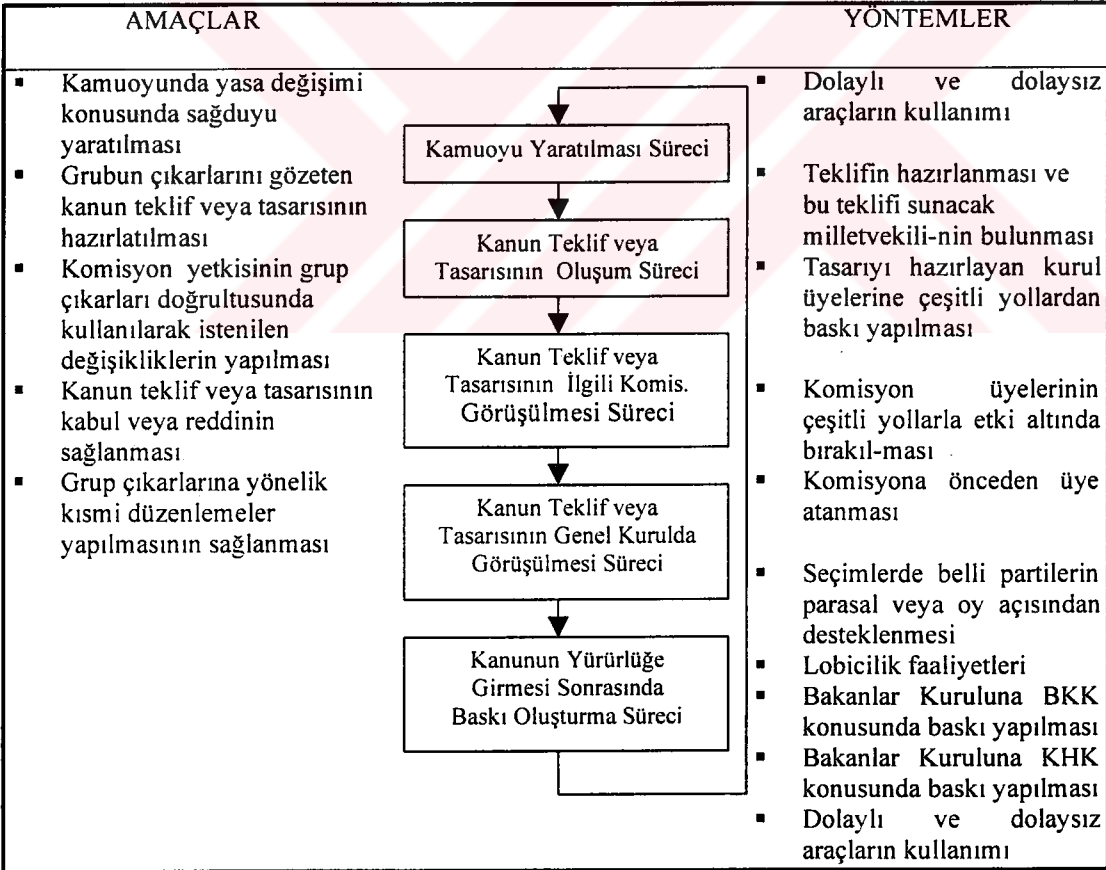 AMAÇLAR
YÖNTEMLER
▪ Kamuoyunda yasa değişimi
konusunda sağduyu
yaratılması
▪ Grubun çıkarlarını gözeten
kanun teklif veya tasarısının
hazırlatılması
▪ Komisyon yetkisinin grup
çıkarları doğrultusunda
kullanılarak istenilen
değişikliklerin yapılması
▪ Kanun teklif veya tasarısının
kabul veya reddinin
sağlanması
▪ Grup çıkarlarına yönelik
kısmi düzenlemeler
yapılmasının sağlanması
Kamuoyu Yaratılması Süreci
Kanun Teklif veya
Tasarısının Oluşum Süreci
Kanun Teklif veya
Tasarısının İlgili Komis.
Görüşülmesi Süreci
Kanun Teklif veya
Tasarısının Genel Kurulda
Görüşülmesi Süreci
Kanunun Yürürlüğe
Girmesi Sonrasında
Baskı Oluşturma Süreci
▪ Dolaylı ve dolaysız
araçların kullanımı
▪ Teklifin hazırlanması ve
bu teklifi sunacak
milletvekili-nin bulunması
▪ Tasarıyı hazırlayan kurul
üyelerine çeşitli yollardan
baskı yapılması
▪ Komisyon üyelerinin
çeşitli yollarla etki altında
bırakıl-ması
▪ Komisyona önceden üye
atanması
▪ Seçimlerde belli partilerin
parasal veya oy açısından
desteklenmesi
▪ Lobicilik faaliyetleri
▪ Bakanlar Kuruluna BKK
konusunda baskı yapılması
▪ Bakanlar Kuruluna KHK
konusunda baskı yapılması
▪ Dolaylı ve dolaysız
araçların kullanımı